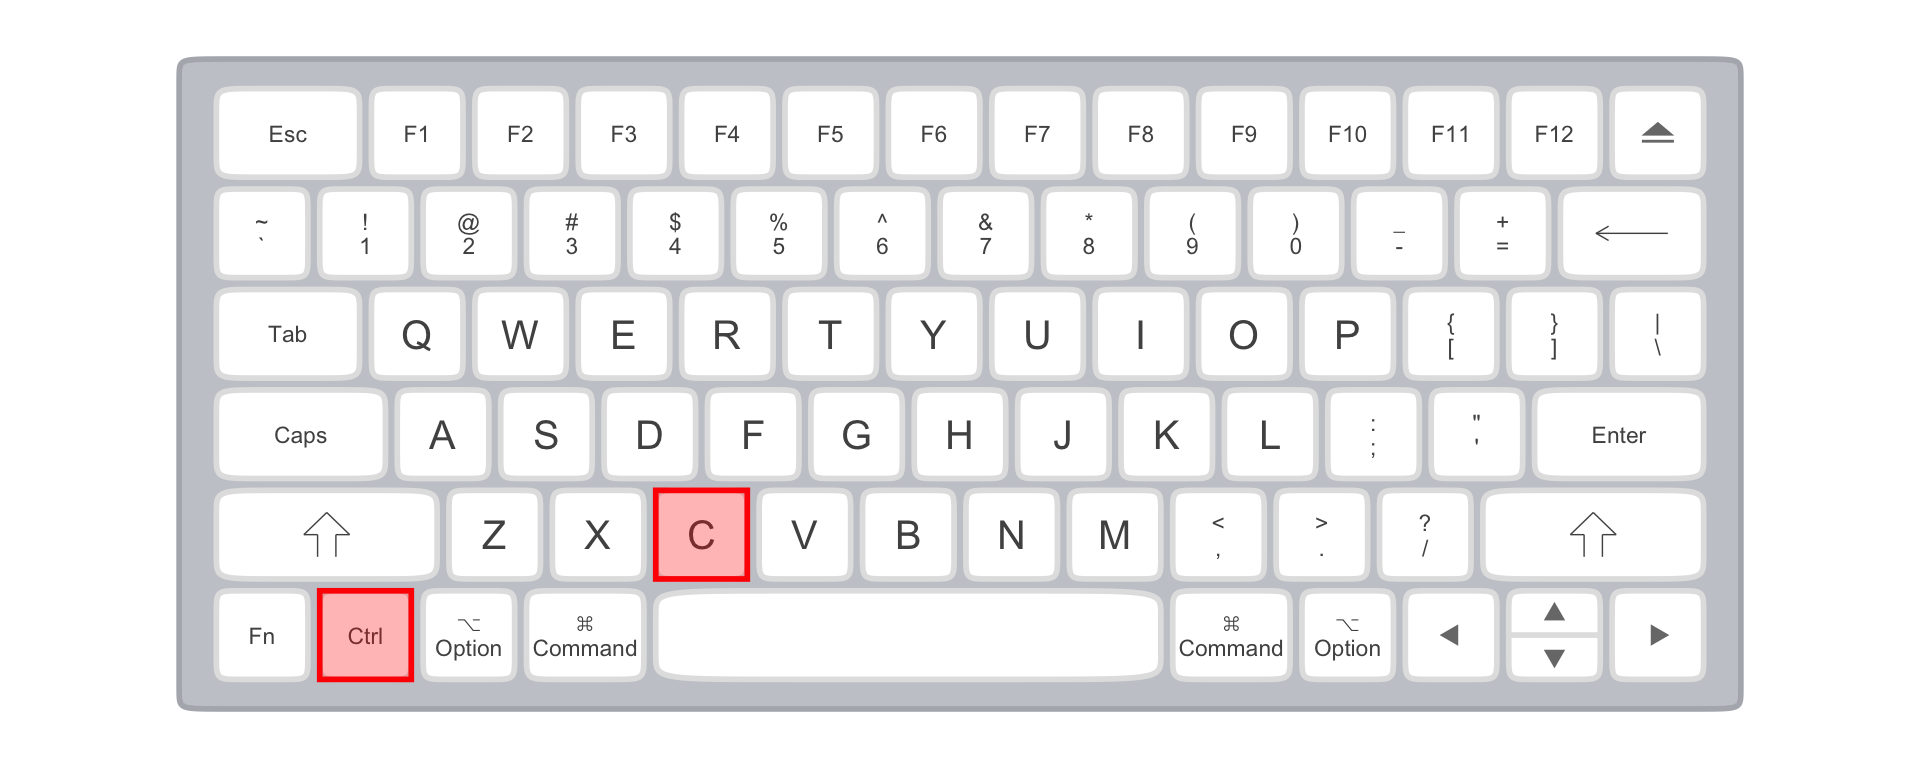 Esc F1 F2 F3 F4 F5 F6 F7 F8 F9 F10 F11 F12
~ ! @ # $ % ^ & * ( ) _ +
` 1 2 3 4 5 6 7 8 9 0 - =
Tab Q W E R T Y U I O P { } |
[ ] \
Caps A S D F G H J K L : " Enter
; '
Z X C V B N M < > ?
, . /
Fn Ctrl ⌥ ⌘ ⌘ ⌥
Option Command Command Option